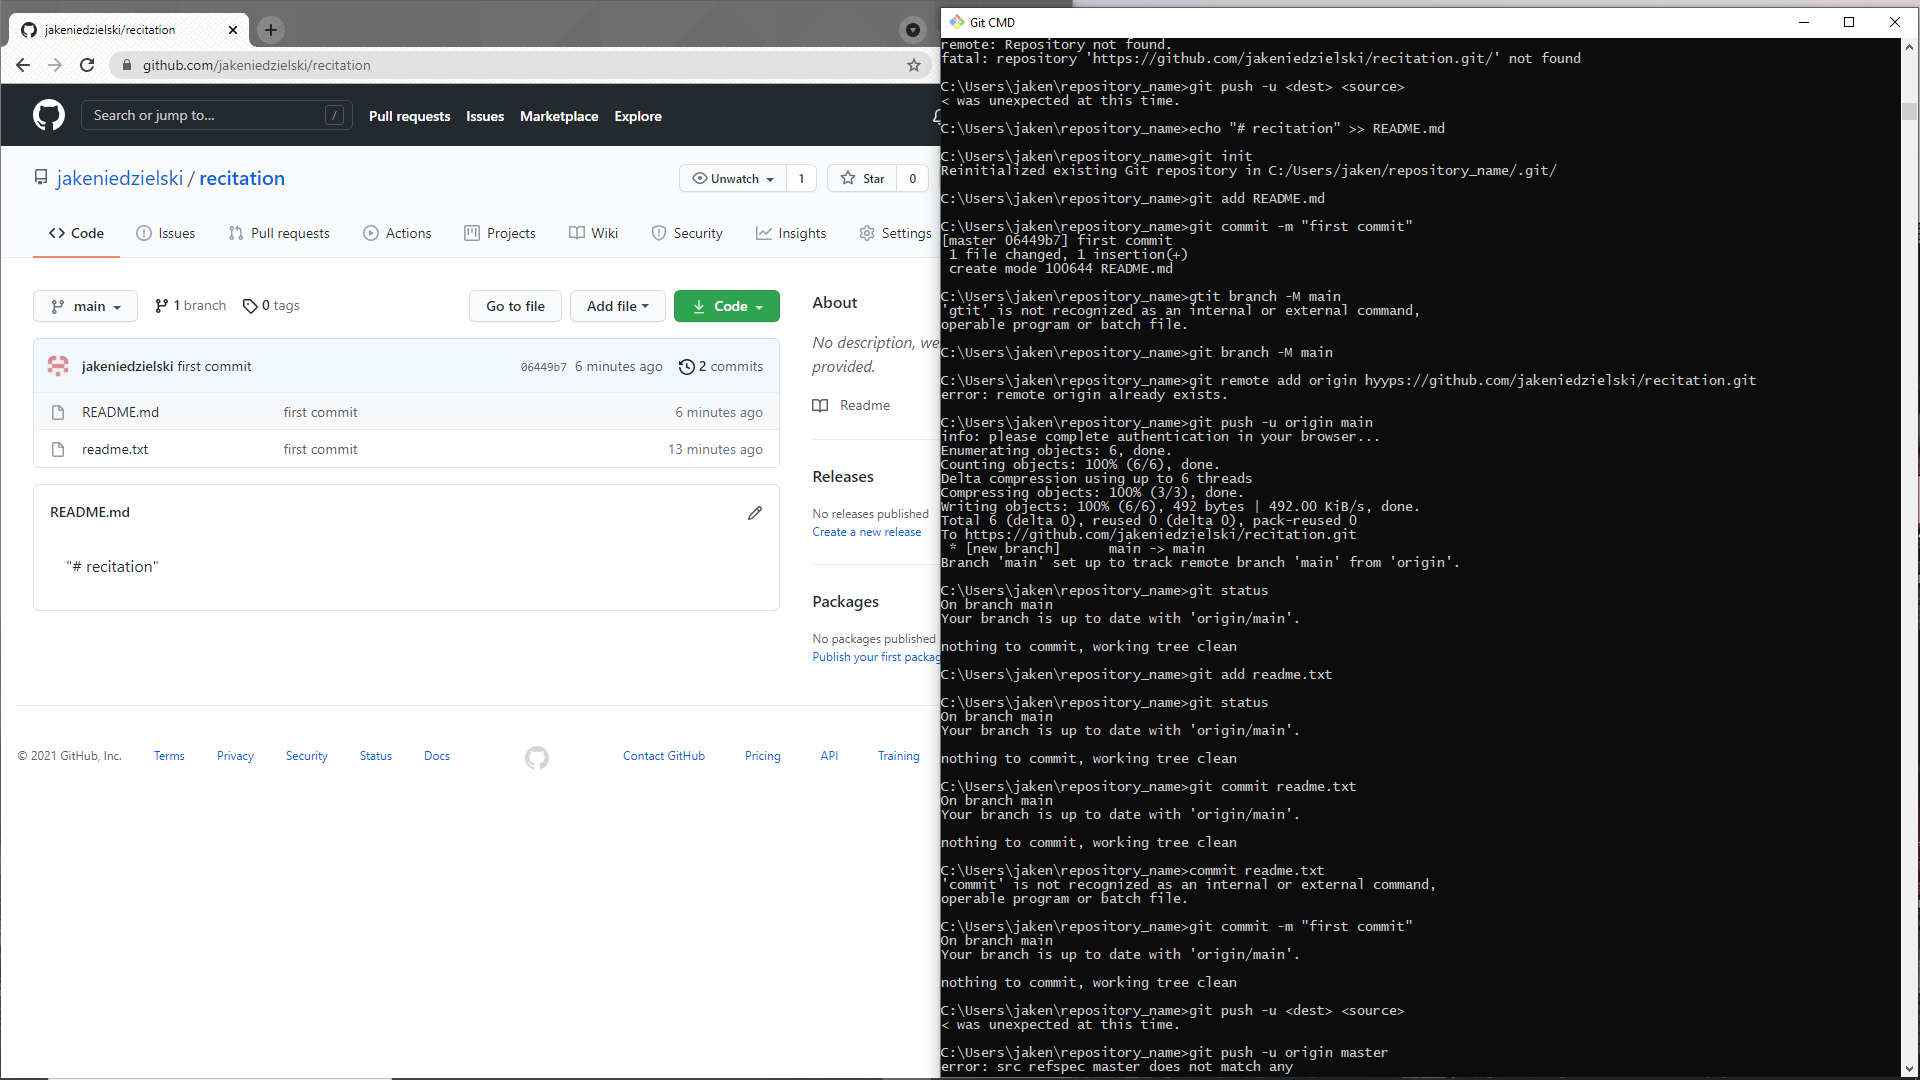 jakeniedzielski/recitation
github.com/jakeniedzielski/recitation
Search or jump to... /
Pull requests Issues Marketplace Explore
jakeniedzielski / recitation
Unwatch 1 Star 0
Code Issues Pull requests Actions Projects Wiki Security Insights Settings
main 1 branch 0 tags Go to file Add file Code
jakeniedzielski first commit 06449b7 6 minutes ago 2 commits
README.md first commit 6 minutes ago
readme.txt first commit 13 minutes ago
README.md
"# recitation"
About
No description, we
provided.
Readme
Releases
No releases published
Create a new release
Packages
No packages published
Publish your first packag
© 2021 GitHub, Inc. Terms Privacy Security Status Docs Contact GitHub Pricing API Training
Git CMD
remote: Repository not found.
fatal: repository 'https://github.com/jakeniedzielski/recitation.git/' not found
C:\Users\jaken\repository_name>git push -u <dest> <source>
< was unexpected at this time.
C:\Users\jaken\repository_name>echo "# recitation" >> README.md
C:\Users\jaken\repository_name>git init
Reinitialized existing Git repository in C:/Users/jaken/repository_name/.git/
C:\Users\jaken\repository_name>git add README.md
C:\Users\jaken\repository_name>git commit -m "first commit"
[master 06449b7] first commit
1 file changed, 1 insertion(+)
create mode 100644 README.md
C:\Users\jaken\repository_name>gtit branch -M main
'gtit' is not recognized as an internal or external command,
operable program or batch file.
C:\Users\jaken\repository_name>git branch -M main
C:\Users\jaken\repository_name>git remote add origin hyyps://github.com/jakeniedzielski/recitation.git
error: remote origin already exists.
C:\Users\jaken\repository_name>git push -u origin main
info: please complete authentication in your browser...
Enumerating objects: 6, done.
Counting objects: 100% (6/6), done.
Delta compression using up to 6 threads
Compressing objects: 100% (3/3), done.
Writing objects: 100% (6/6), 492 bytes | 492.00 KiB/s, done.
Total 6 (delta 0), reused 0 (delta 0), pack-reused 0
To https://github.com/jakeniedzielski/recitation.git
* [new branch] main -> main
Branch 'main' set up to track remote branch 'main' from 'origin'.
C:\Users\jaken\repository_name>git status
On branch main
Your branch is up to date with 'origin/main'.
nothing to commit, working tree clean
C:\Users\jaken\repository_name>git add readme.txt
C:\Users\jaken\repository_name>git status
On branch main
Your branch is up to date with 'origin/main'.
nothing to commit, working tree clean
C:\Users\jaken\repository_name>git commit readme.txt
On branch main
Your branch is up to date with 'origin/main'.
nothing to commit, working tree clean
C:\Users\jaken\repository_name>commit readme.txt
'commit' is not recognized as an internal or external command,
operable program or batch file.
C:\Users\jaken\repository_name>git commit -m "first commit"
On branch main
Your branch is up to date with 'origin/main'.
nothing to commit, working tree clean
C:\Users\jaken\repository_name>git push -u <dest> <source>
< was unexpected at this time.
C:\Users\jaken\repository_name>git push -u origin master
error: src refspec master does not match any